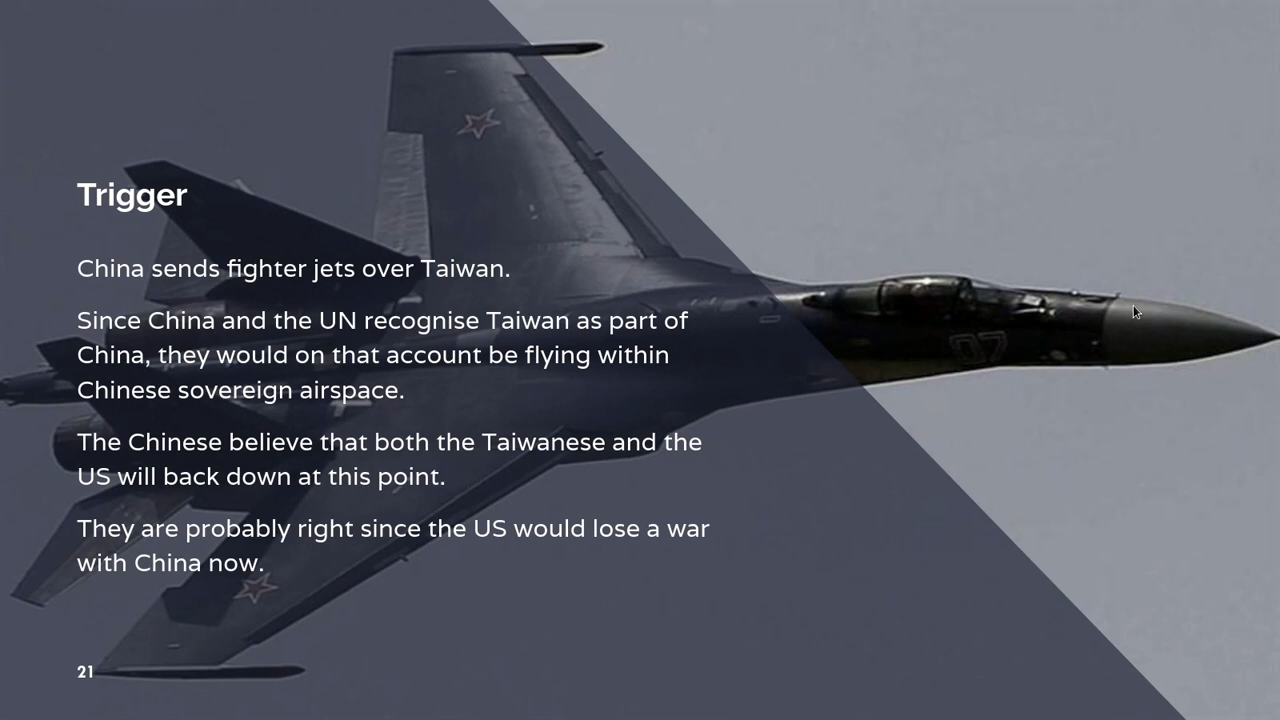 Trigger
China sends fighter jets over Taiwan.
Since China and the UN recognise Taiwan as part of
China, they would on that account be flying within
Chinese sovereign airspace.
The Chinese believe that both the Taiwanese and the
US will back down at this point.
They are probably right since the US would lose a war
with China now.
21
07